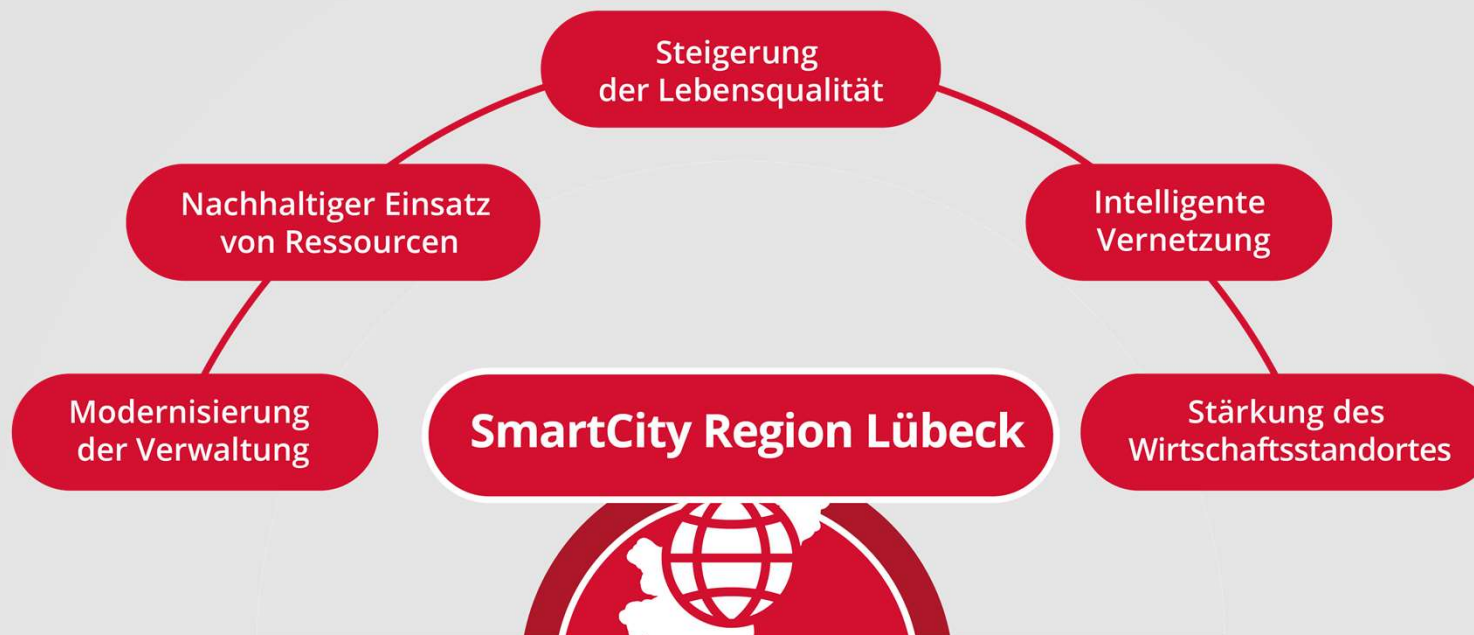 Steigerung
der Lebensqualität
Nachhaltiger Einsatz
von Ressourcen
Intelligente
Vernetzung
Modernisierung
der Verwaltung
SmartCity Region Lübeck
Stärkung des
Wirtschaftsstandortes